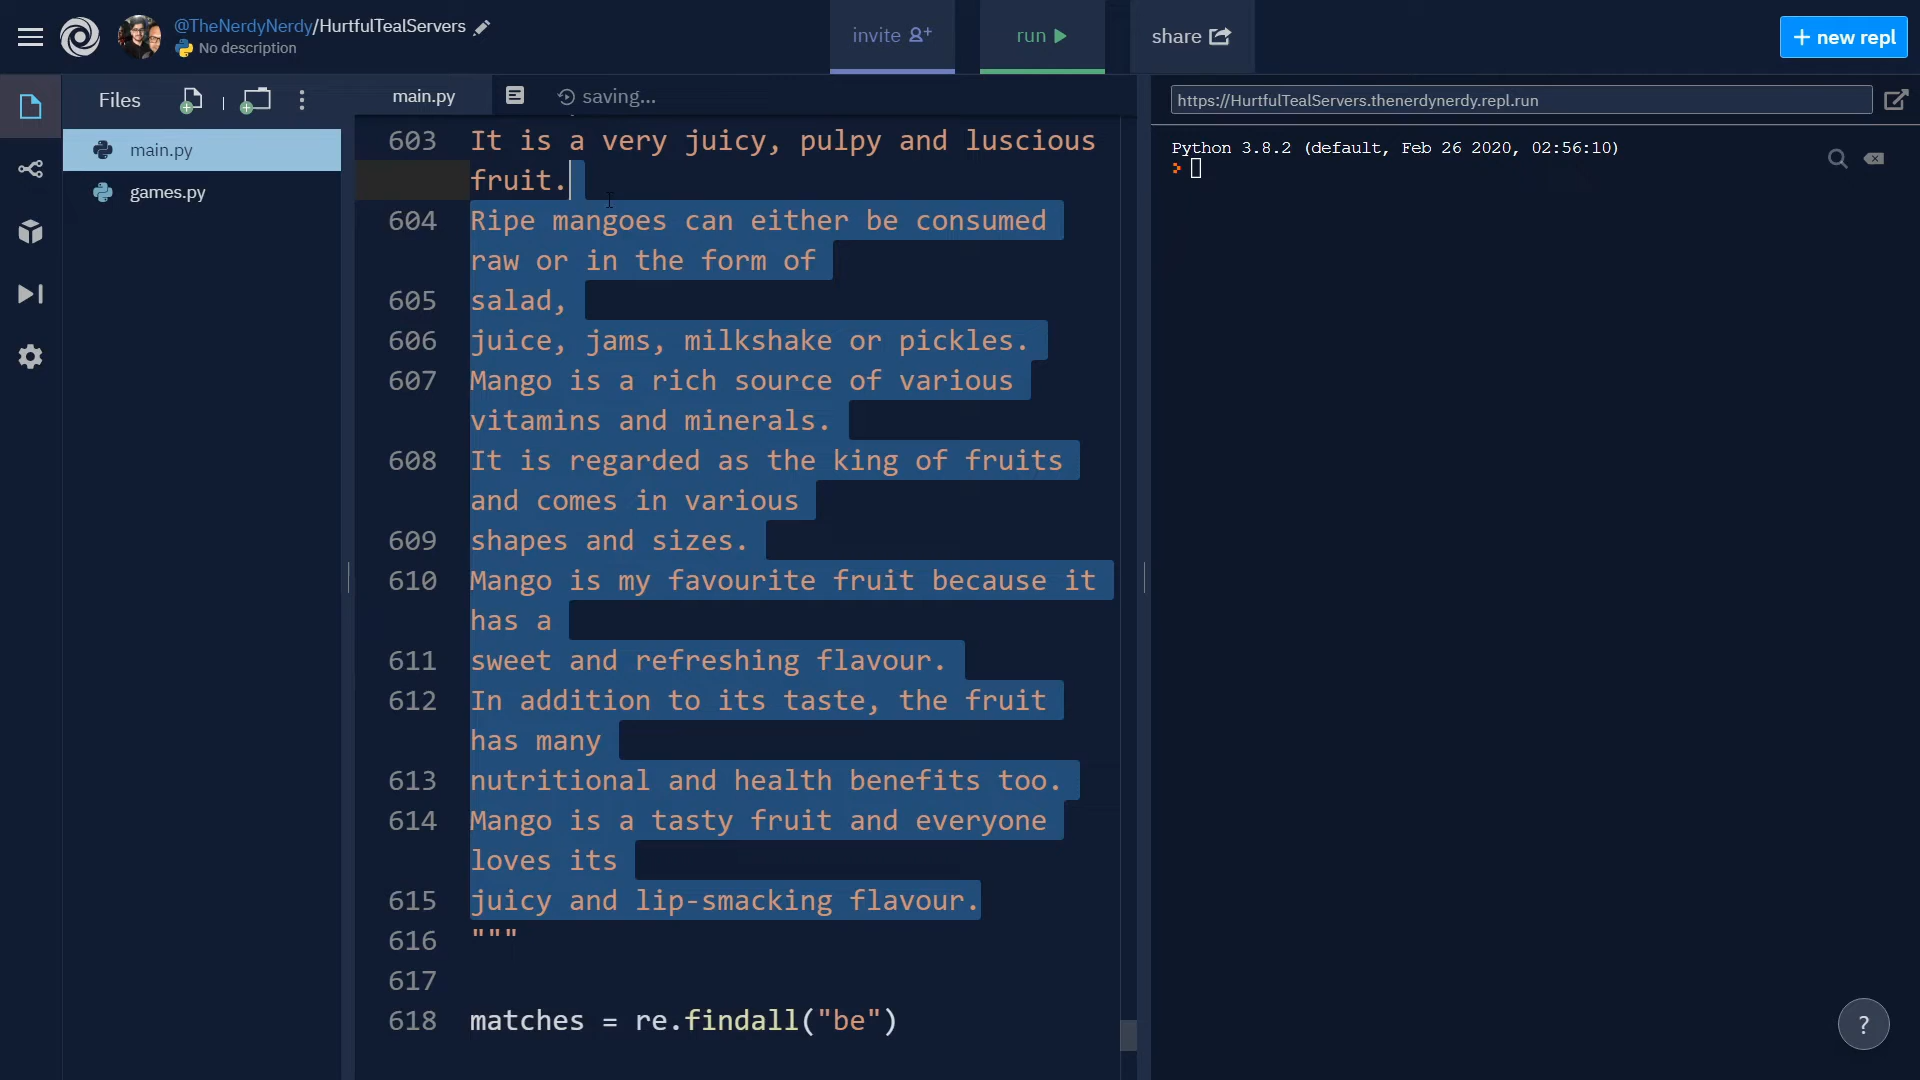 @TheNerdyNerdy/HurtfulTealServers
No description
invite
run
share
+ new repl
Files
main.py
games.py
main.py
saving...
603 It is a very juicy, pulpy and luscious
fruit.
604 Ripe mangoes can either be consumed
raw or in the form of
605 salad,
606 juice, jams, milkshake or pickles.
607 Mango is a rich source of various
vitamins and minerals.
608 It is regarded as the king of fruits
and comes in various
609 shapes and sizes.
610 Mango is my favourite fruit because it
has a
611 sweet and refreshing flavour.
612 In addition to its taste, the fruit
has many
613 nutritional and health benefits too.
614 Mango is a tasty fruit and everyone
loves its
615 juicy and lip-smacking flavour.
616 """
617
618 matches = re.findall("be")
https://HurtfulTealServers.thenerdynerdy.repl.run
Python 3.8.2 (default, Feb 26 2020, 02:56:10)
>
?